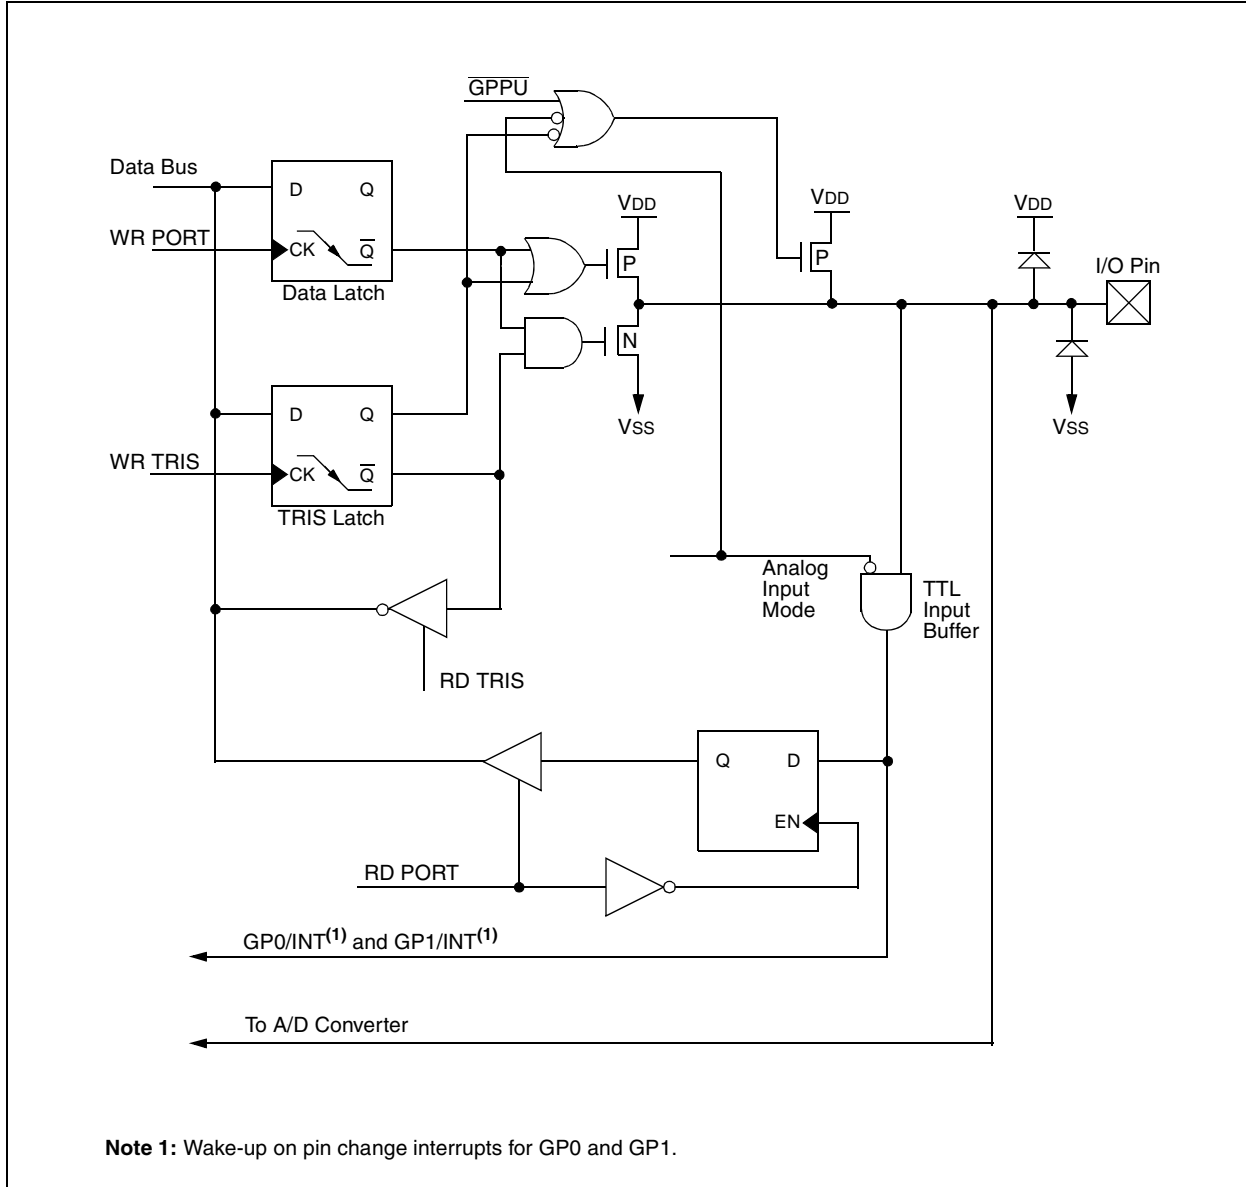 G̅P̅P̅U̅
Data Bus
D Q
WR PORT
CK Q̅
Data Latch
VDD
P
N
VSS
VDD
P
VDD
I/O Pin
VSS
D Q
WR TRIS
CK Q̅
TRIS Latch
RD TRIS
Analog
Input
Mode
TTL
Input
Buffer
Q D
EN
RD PORT
GP0/INT(1) and GP1/INT(1)
To A/D Converter
Note 1: Wake-up on pin change interrupts for GP0 and GP1.